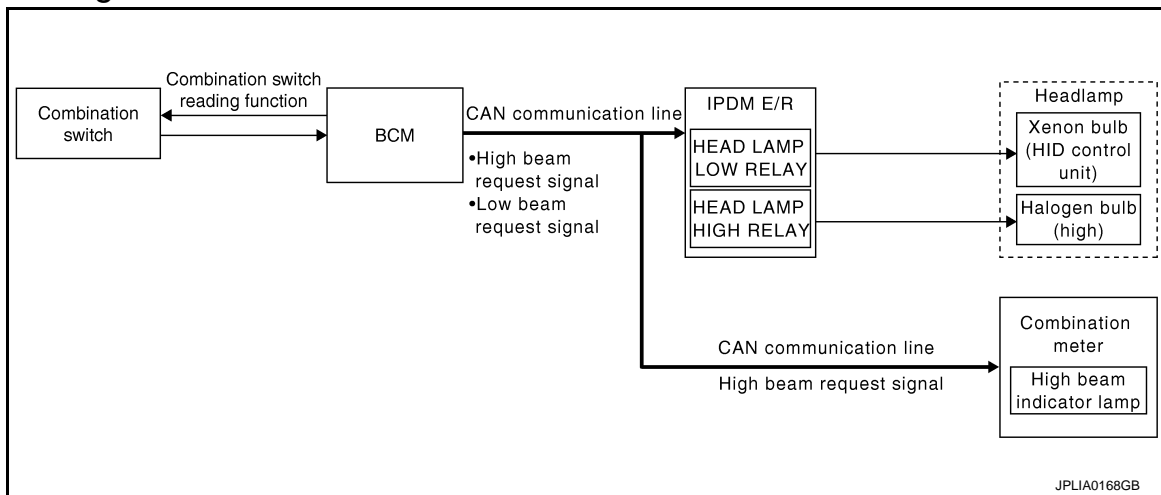 Combination switch
reading function
Combination
switch
BCM
CAN communication line
•High beam
request signal
•Low beam
request signal
IPDM E/R
HEAD LAMP
LOW RELAY
HEAD LAMP
HIGH RELAY
Headlamp
Xenon bulb
(HID control
unit)
Halogen bulb
(high)
CAN communication line
High beam request signal
Combination
meter
High beam
indicator lamp
JPLIA0168GB